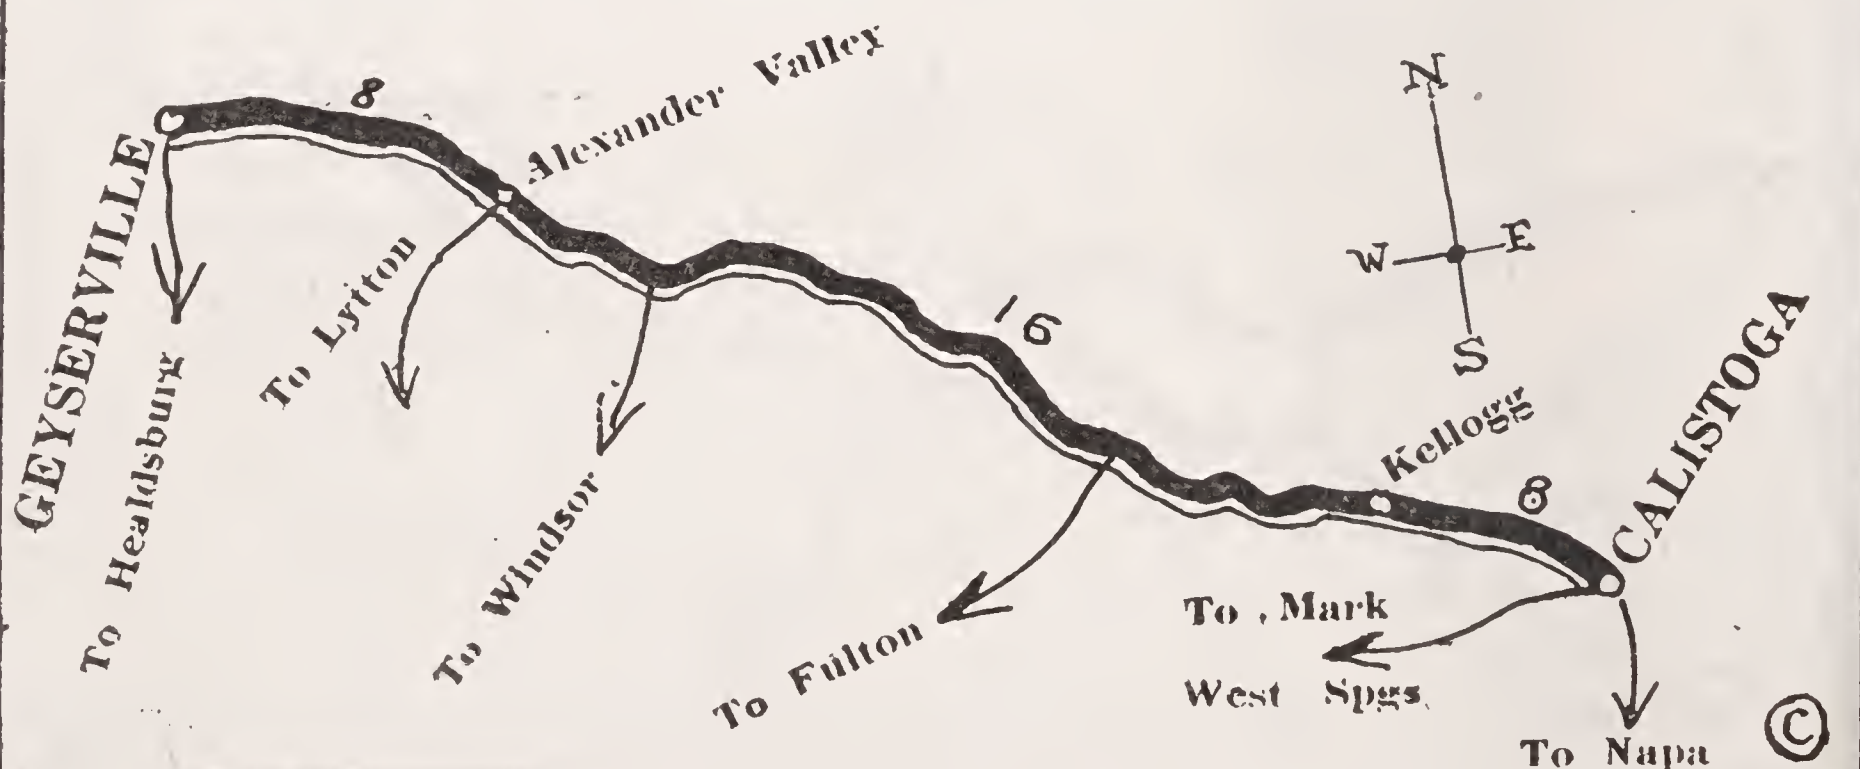 GEYSERVILLE
8
Alexander Valley
N
W
E
S
To Healdsburg
To Lytton
To Windsor
16
To Fulton
Kellogg
8
CALISTOGA
To Mark
West Spgs.
To Napa
©